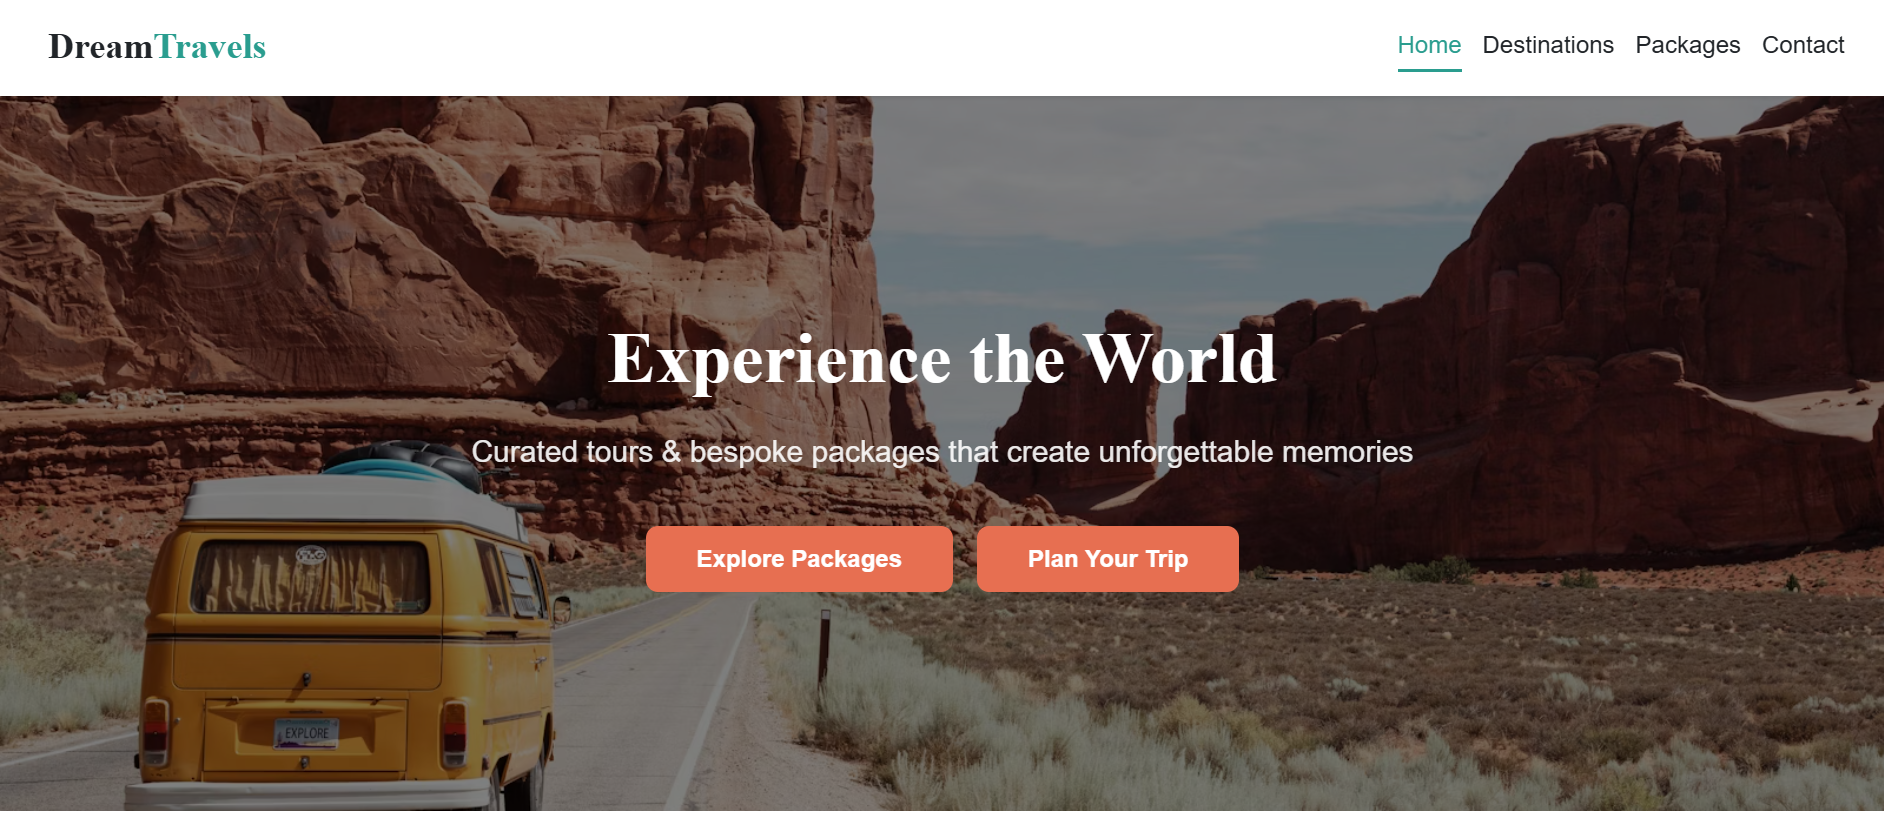 DreamTravels
Home Destinations Packages Contact
Experience the World
Curated tours & bespoke packages that create unforgettable memories
Explore Packages Plan Your Trip
EXPLORE